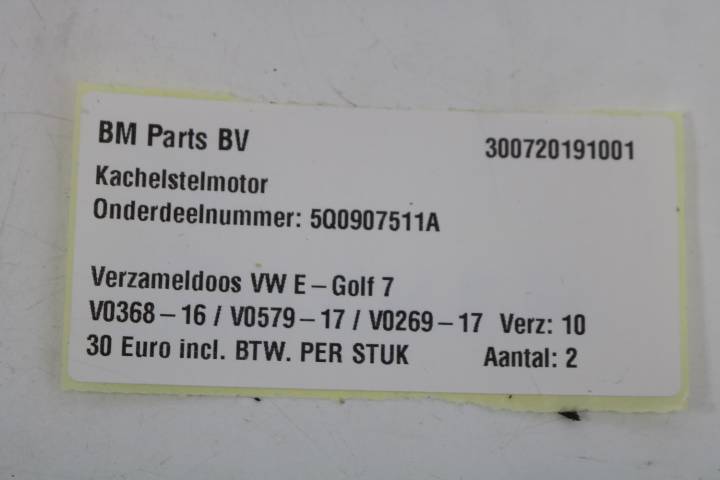 BM Parts BV 300720191001
Kachelstelmotor
Onderdeelnummer: 5Q0907511A
Verzameldoos VW E – Golf 7
V0368 – 16 / V0579 – 17 / V0269 – 17 Verz: 10
30 Euro incl. BTW. PER STUK Aantal: 2